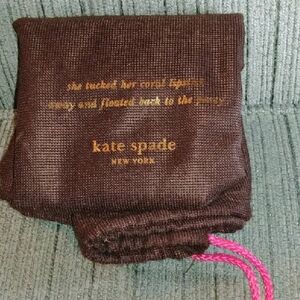 she tucked her coral lipstick
away and floated back to the party
kate spade
NEW YORK